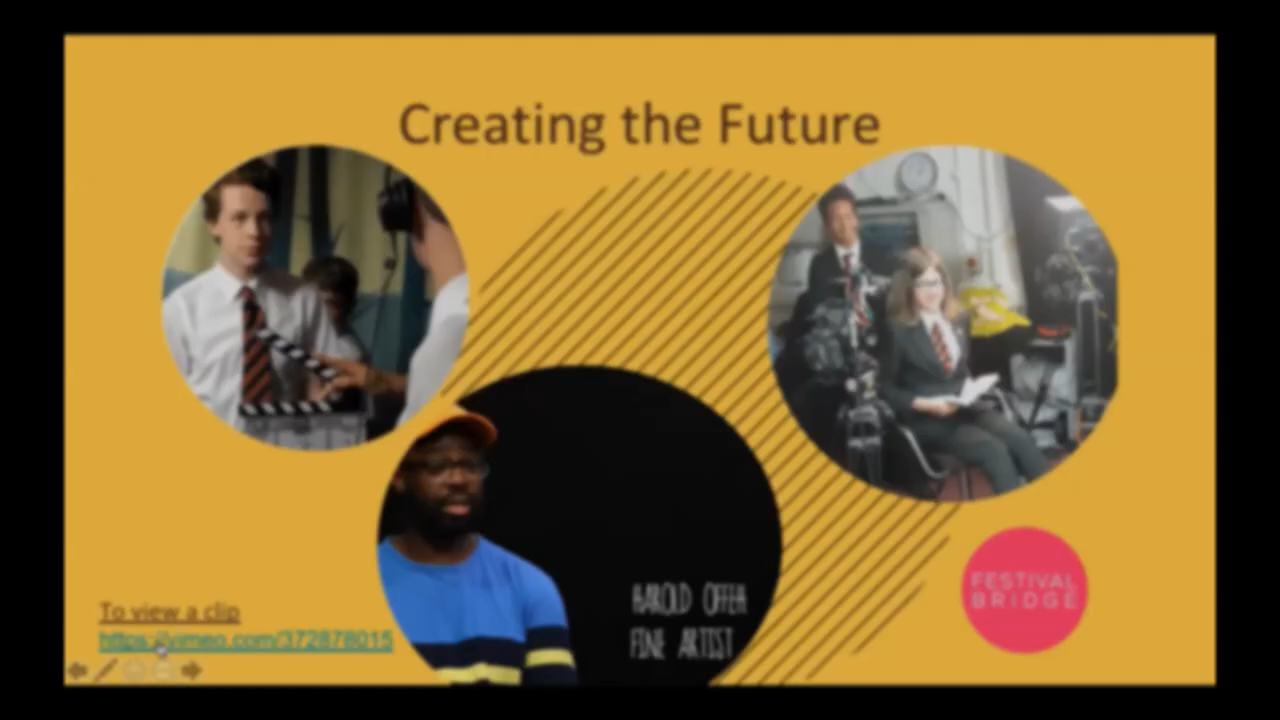 Creating the Future
HAROLD OFFEH
FINE ARTIST
FESTIVAL
BRIDGE
To view a clip
https://vimeo.com/372878015